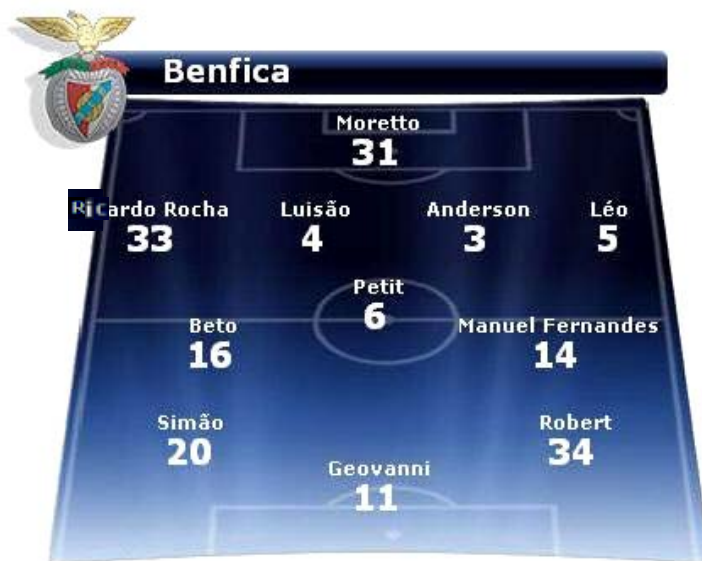 Benfica
Moretto
31
Ricardo Rocha Luisão Anderson Léo
33 4 3 5
Petit
6
Beto Manuel Fernandes
16 14
Simão Robert
20 34
Geovanni
11